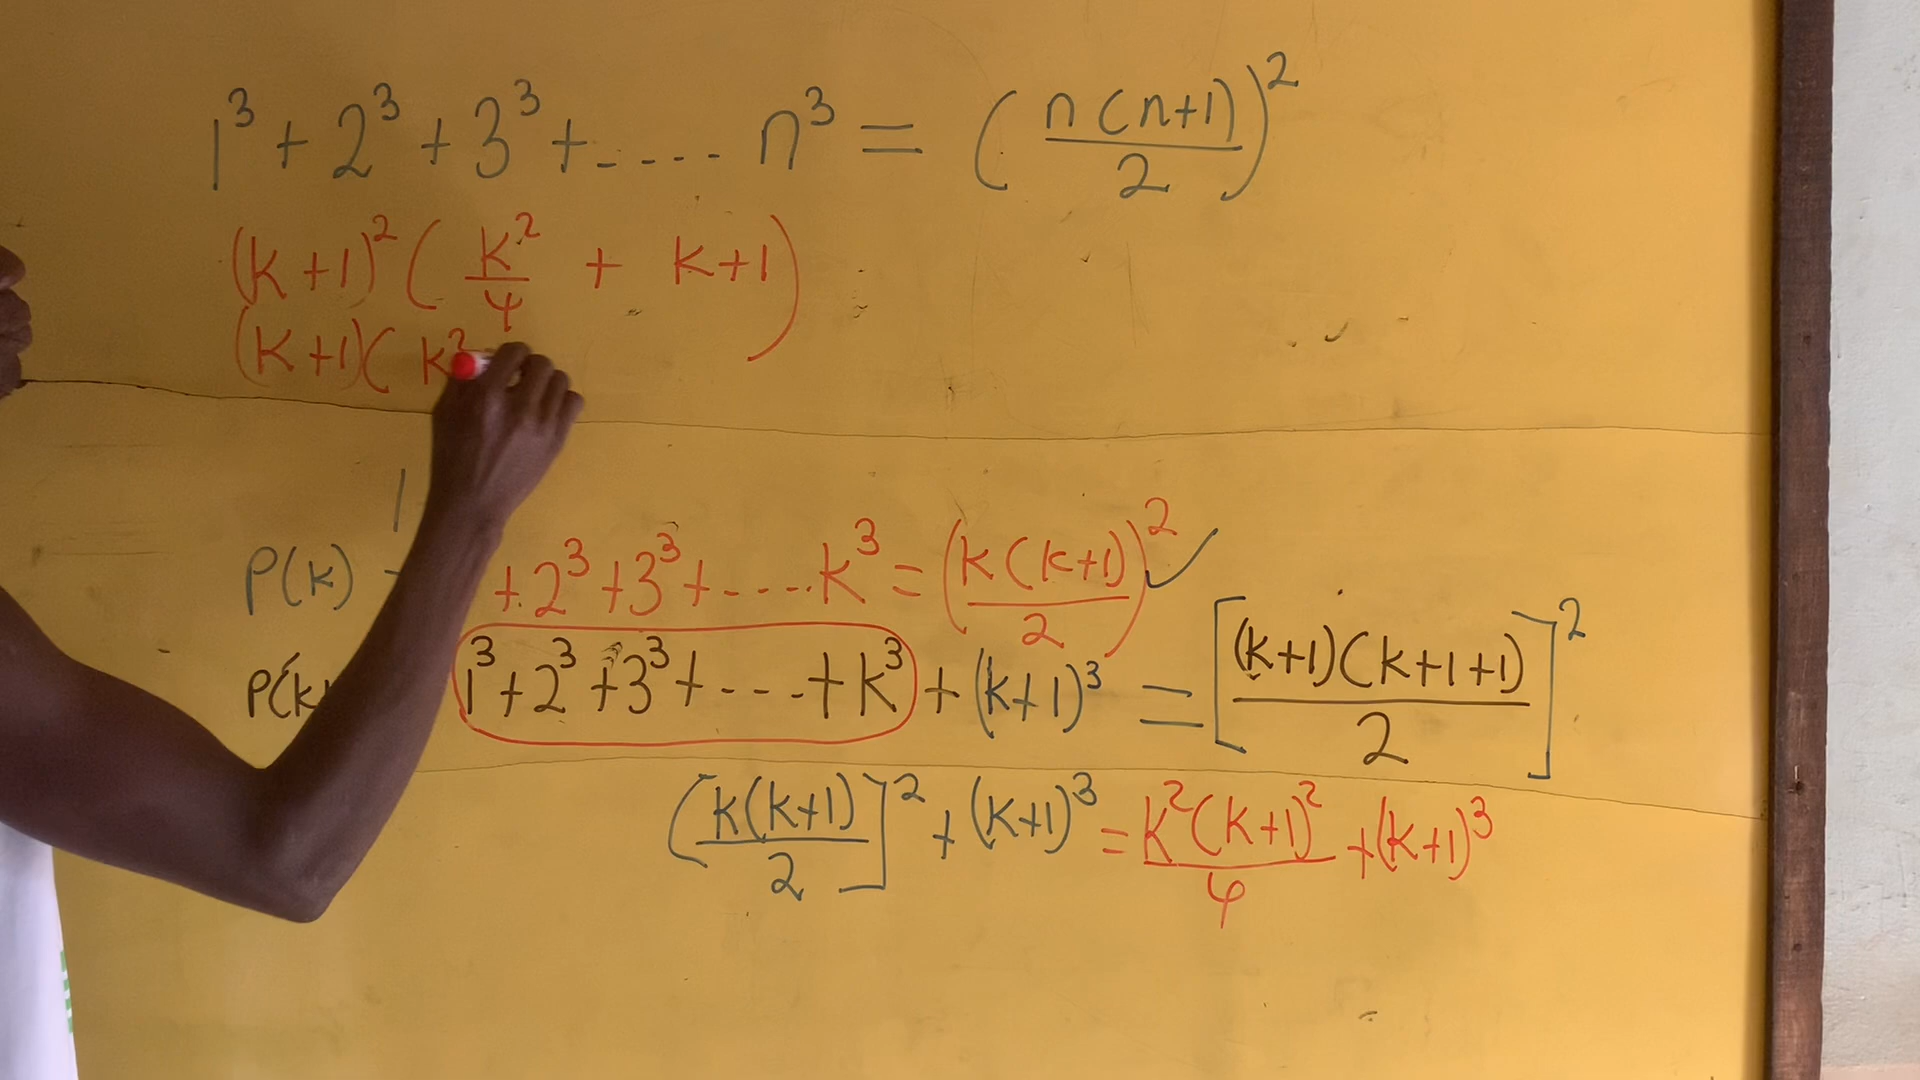 1³ + 2³ + 3³ + ---- n³ = (n(n+1)/2)²
(k+1)² (k²/4 + k+1)
(k+1)( k²
P(k) + 2³ + 3³ + ---- k³ = (k(k+1)/2)² ✓
P(k 1³ + 2³ + 3³ + --- + k³ + (k+1)³ = [(k+1)(k+1+1)/2]²
(k(k+1)/2]² + (k+1)³ = k²(k+1)²/4 + (k+1)³